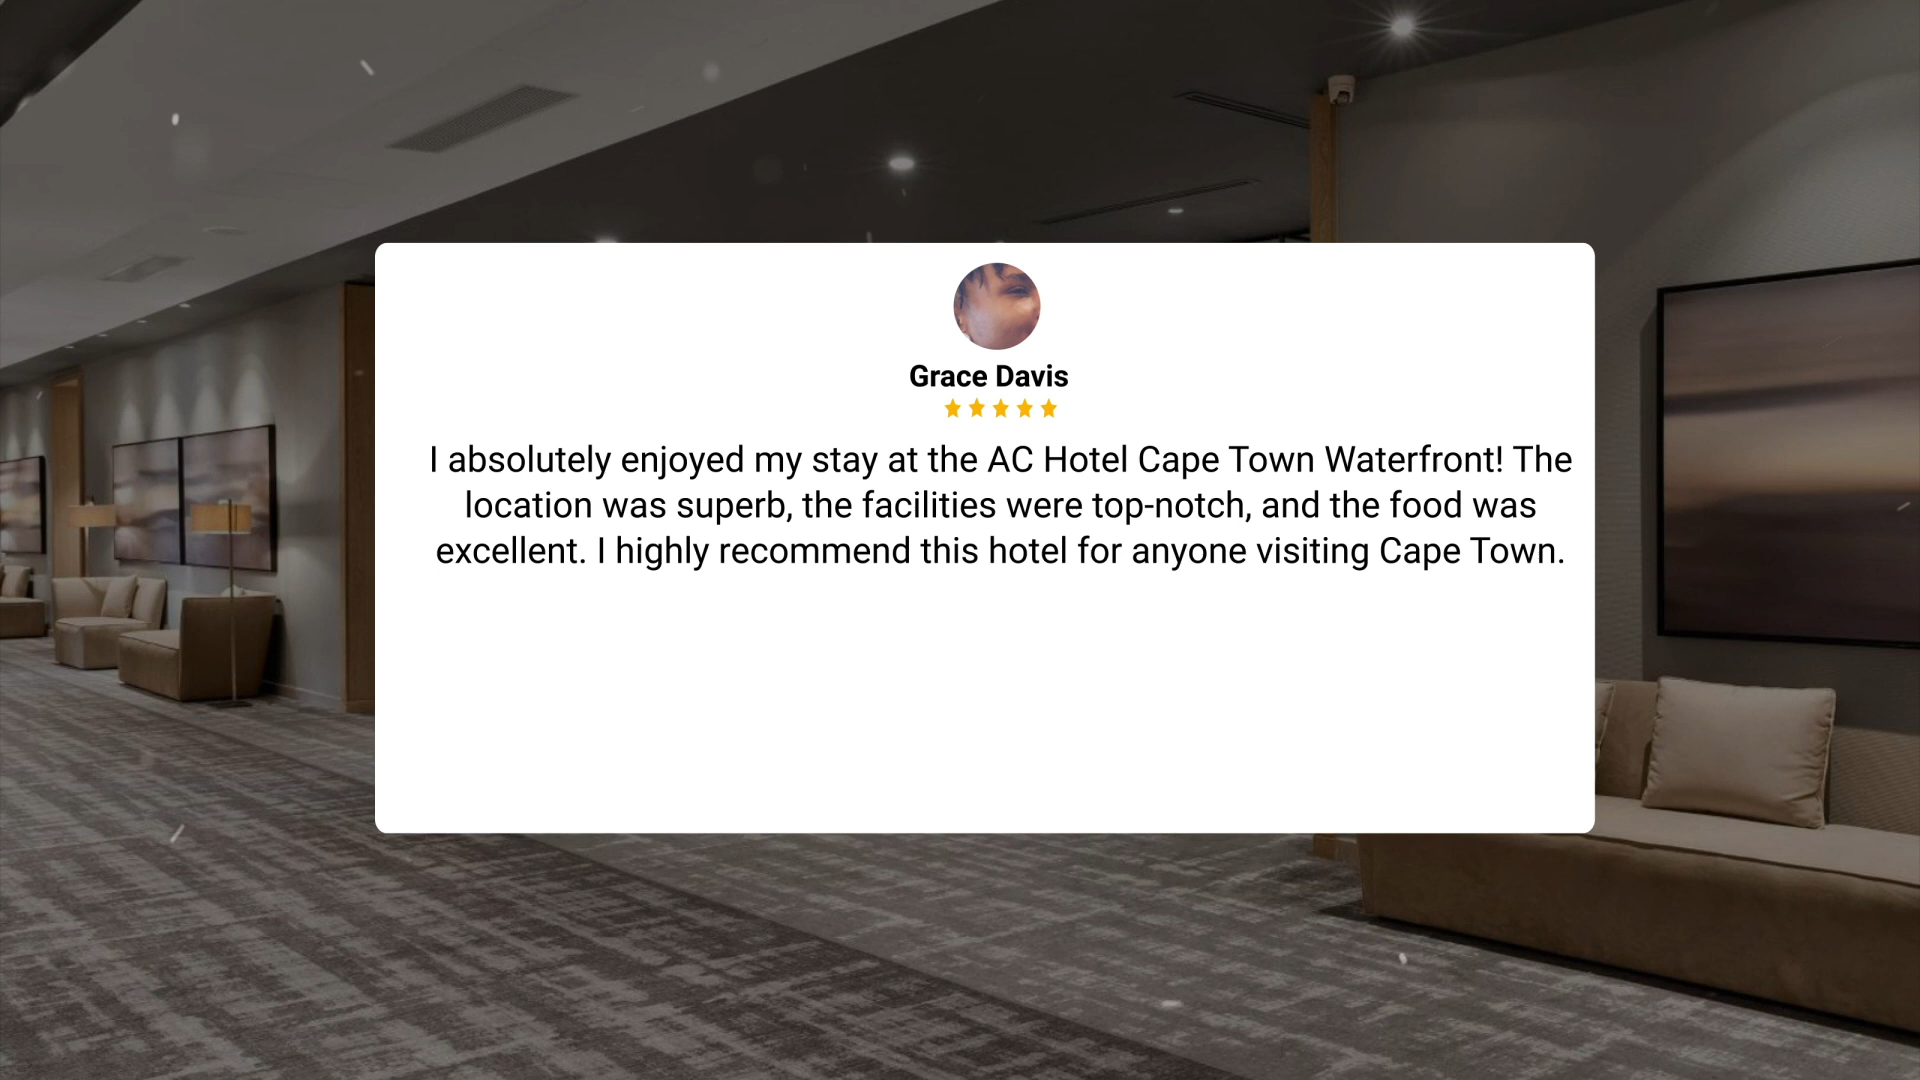 Grace Davis
I absolutely enjoyed my stay at the AC Hotel Cape Town Waterfront! The
location was superb, the facilities were top-notch, and the food was
excellent. I highly recommend this hotel for anyone visiting Cape Town.